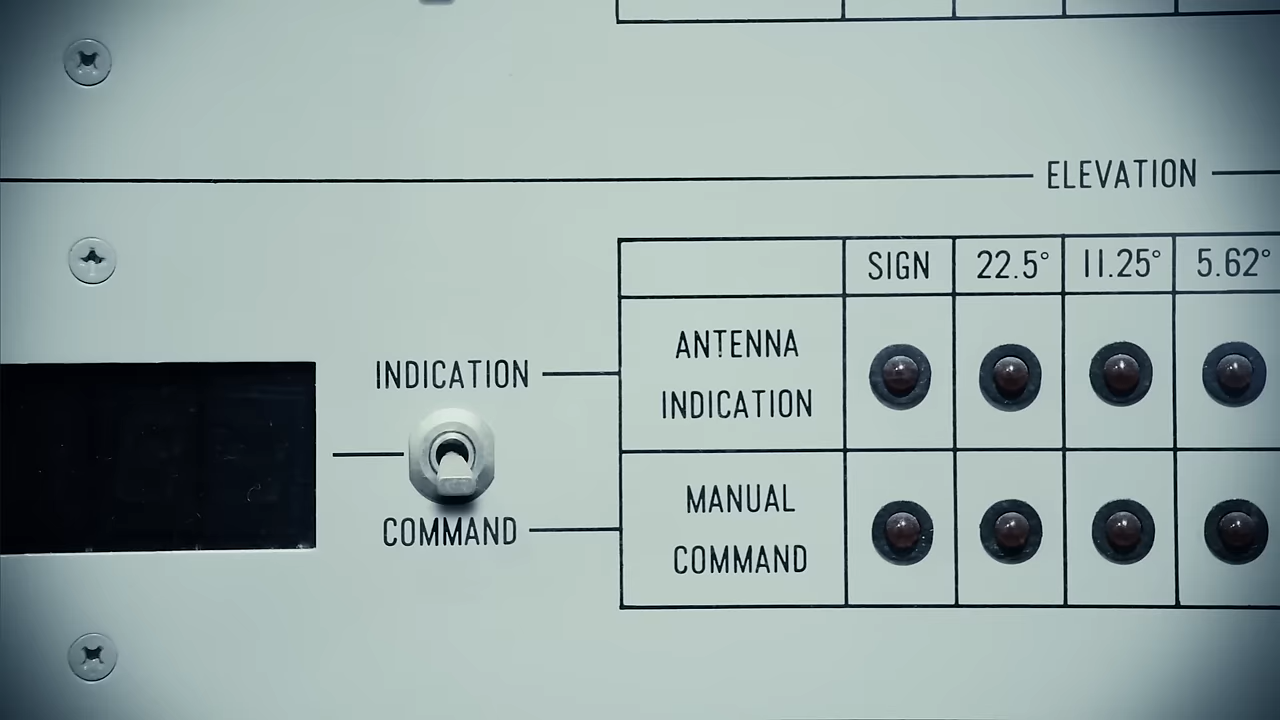 ELEVATION
SIGN 22.5° 11.25° 5.62°
INDICATION
ANTENNA
INDICATION
COMMAND
MANUAL
COMMAND